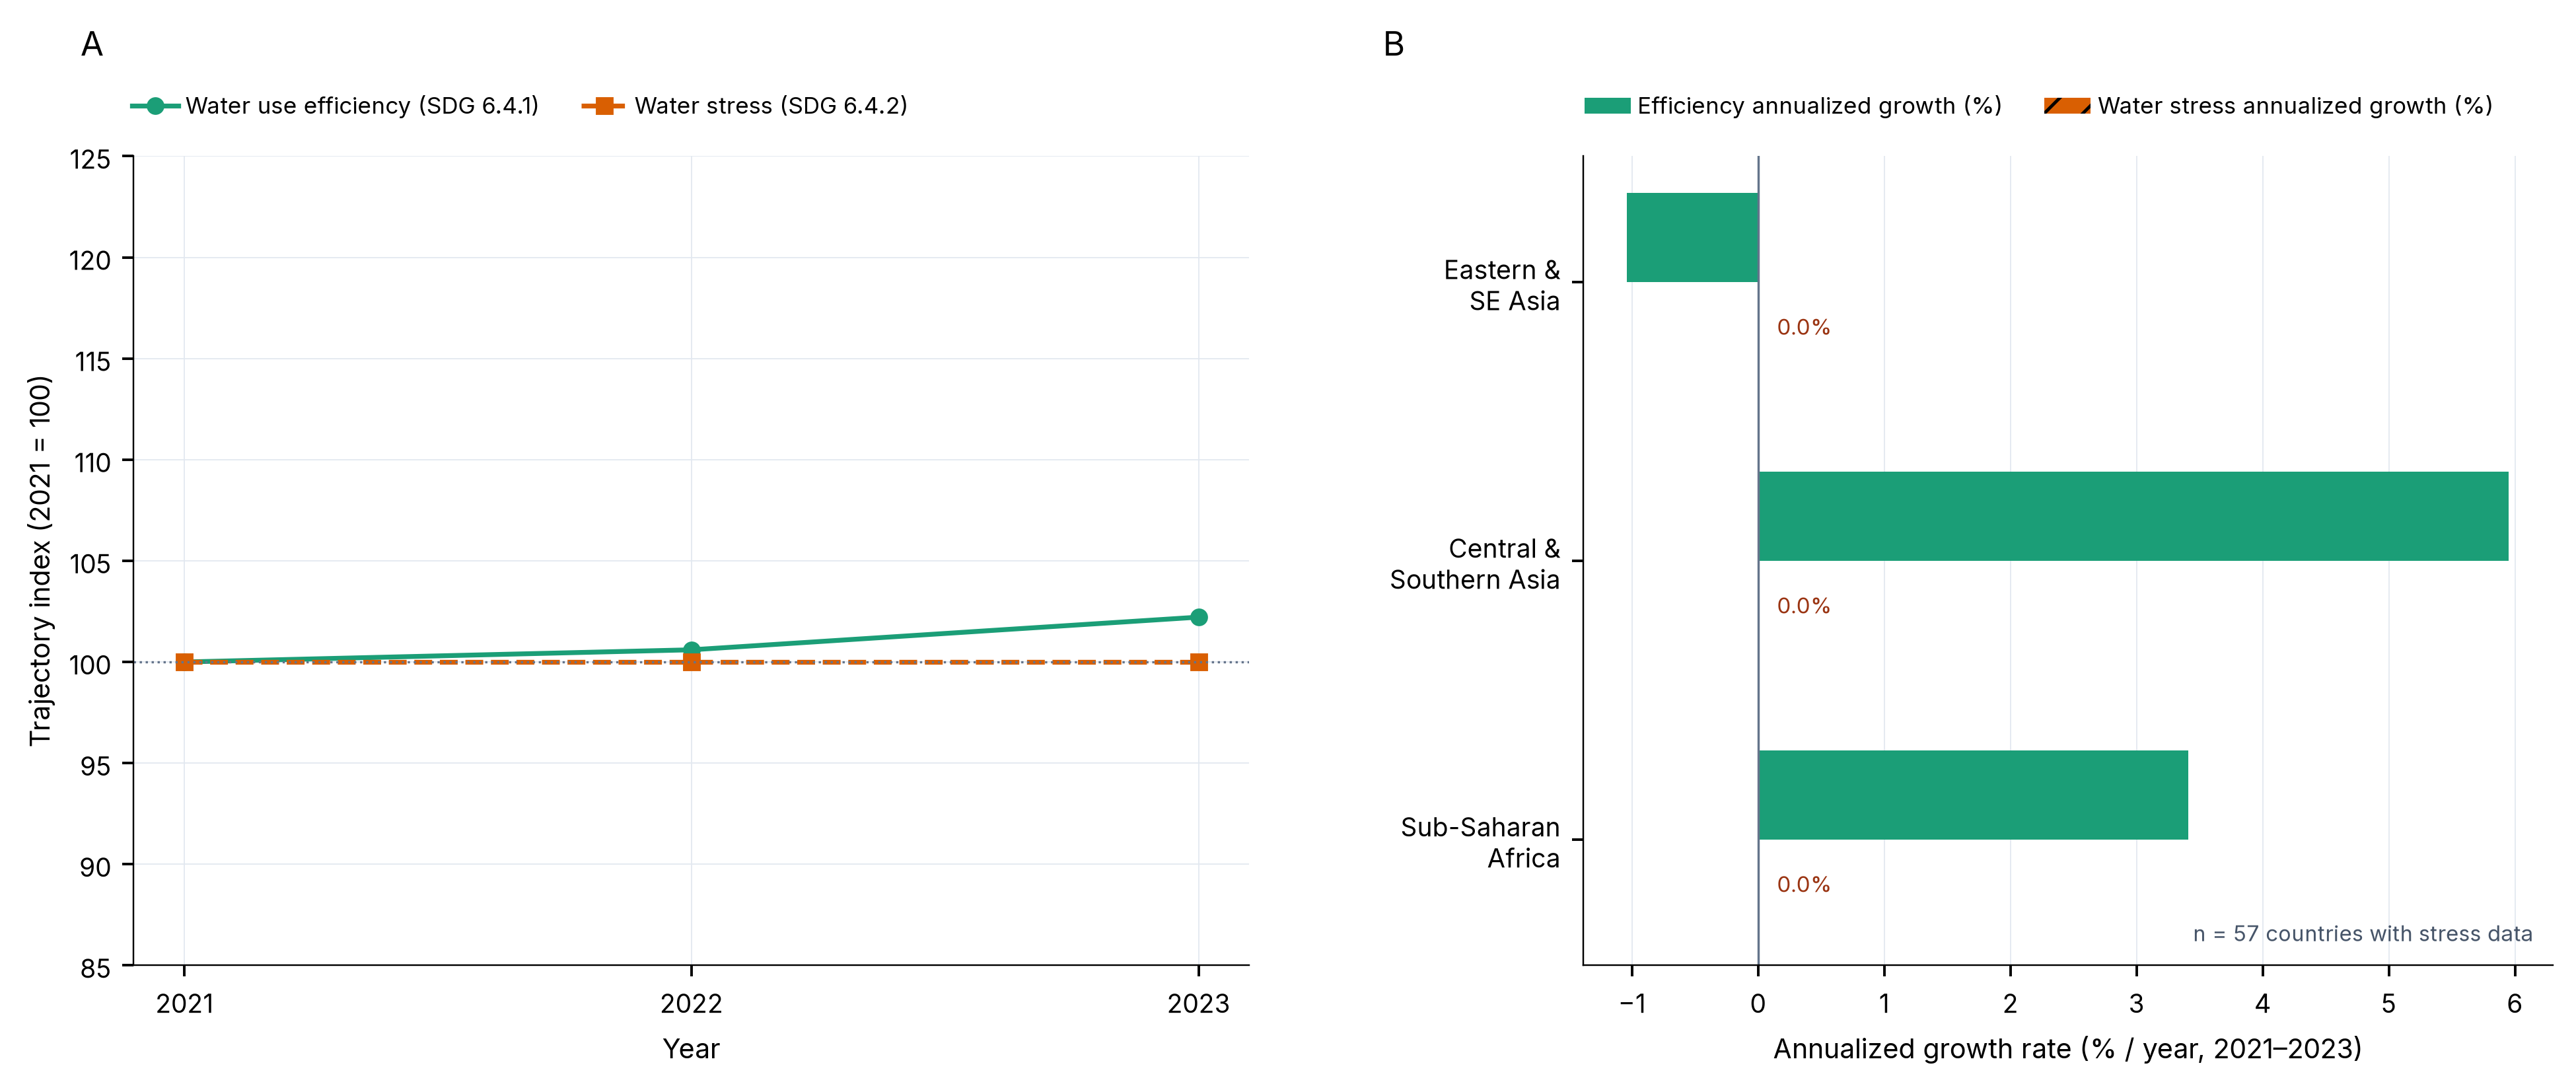 A
Water use efficiency (SDG 6.4.1)
Water stress (SDG 6.4.2)
Trajectory index (2021 = 100)
125
120
115
110
105
100
95
90
85
2021
2022
2023
Year
B
Efficiency annualized growth (%)
Water stress annualized growth (%)
Eastern &
SE Asia
0.0%
Central &
Southern Asia
0.0%
Sub-Saharan
Africa
0.0%
n = 57 countries with stress data
−1
0
1
2
3
4
5
6
Annualized growth rate (% / year, 2021–2023)